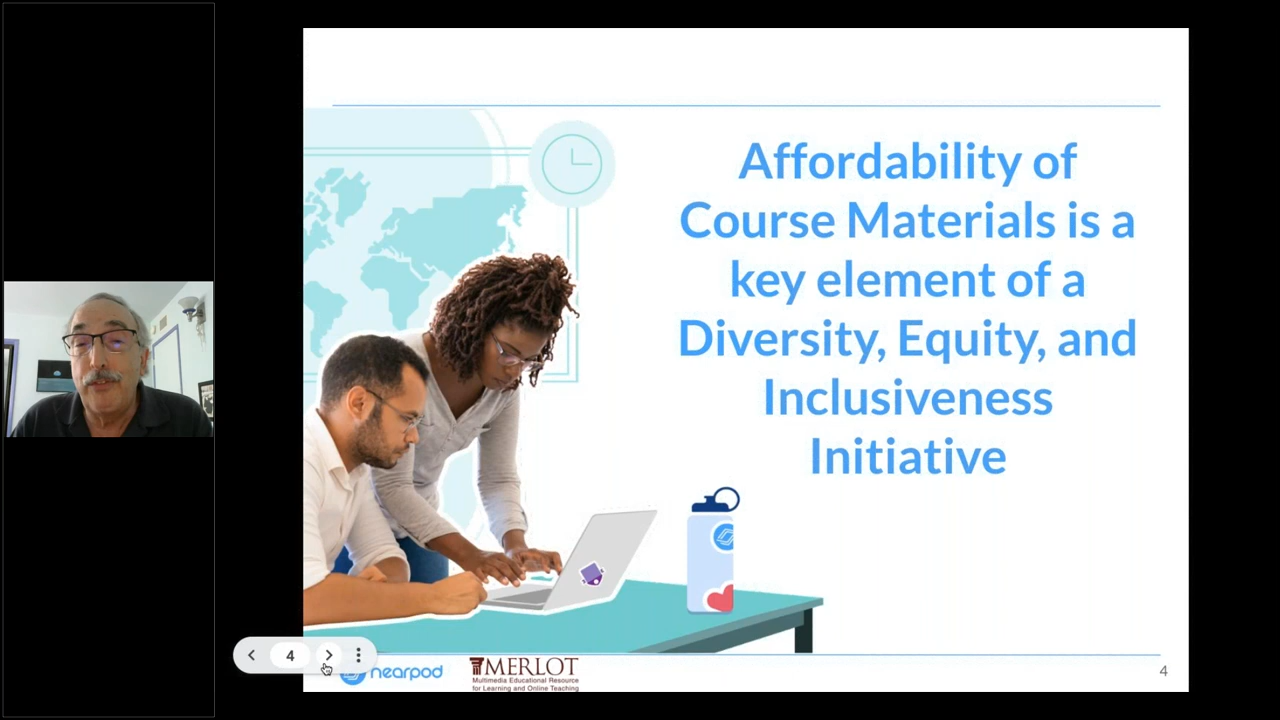 Affordability of
Course Materials is a
key element of a
Diversity, Equity, and
Inclusiveness
Initiative
4
nearpod
MERLOT
Multimedia Educational Resource
for Learning and Online Teaching
4